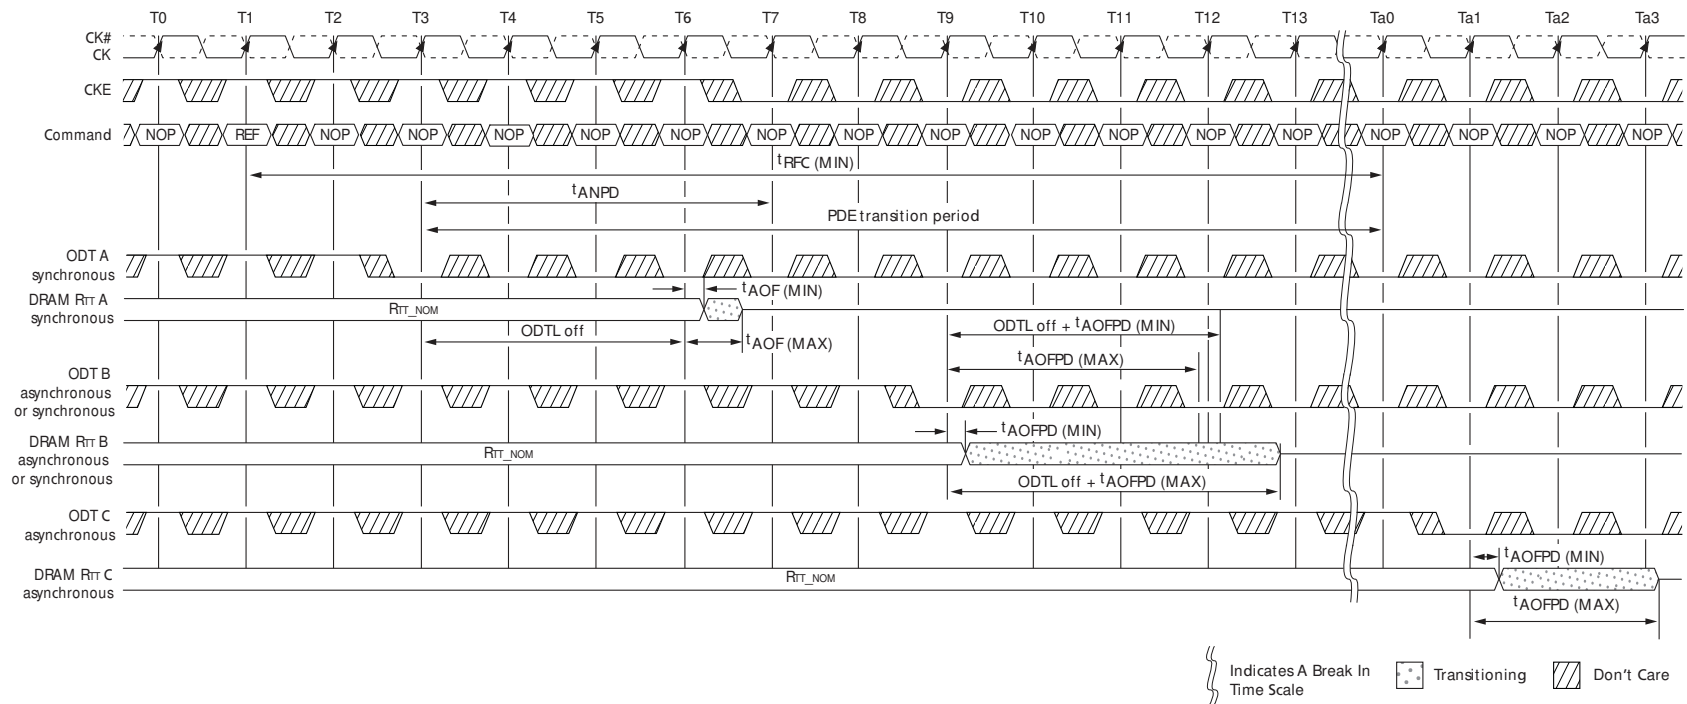 T0 T1 T2 T3 T4 T5 T6 T7 T8 T9 T10 T11 T12 T13 Ta0 Ta1 Ta2 Ta3
CK#
CK
CKE
Command NOP REF NOP NOP NOP NOP NOP NOP NOP NOP NOP NOP NOP NOP NOP NOP NOP NOP
tRFC (MIN)
tANPD
PDE transition period
ODT A
synchronous
tAOF (MIN)
DRAM RTT A
synchronous
RTT_NOM
ODTL off + tAOFPD (MIN)
ODTL off
tAOF (MAX)
tAOFPD (MAX)
ODT B
asynchronous
or synchronous
tAOFPD (MIN)
DRAM RTT B
asynchronous
or synchronous
RTT_NOM
ODTL off + tAOFPD (MAX)
ODT C
asynchronous
tAOFPD (MIN)
DRAM RTT C
asynchronous
RTT_NOM
tAOFPD (MAX)
Indicates A Break In
Time Scale
Transitioning
Don't Care